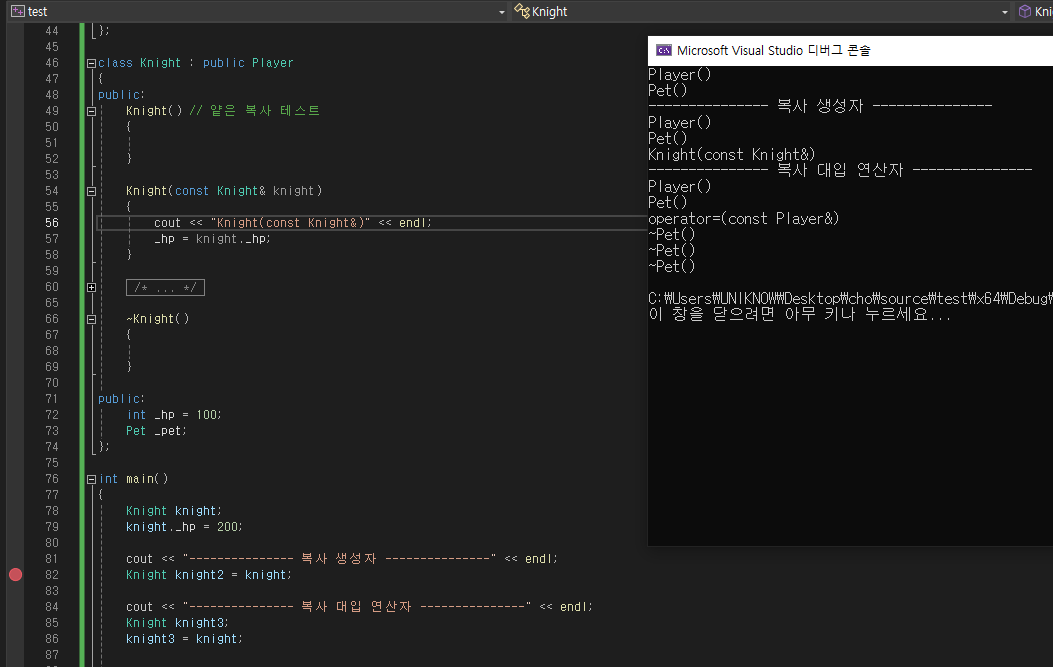 test
Knight
Kni
44 };
45
46 class Knight : public Player
47 {
48 public:
49 Knight() // 얕은 복사 테스트
50 {
51
52 }
53
54 Knight(const Knight& knight)
55 {
56 cout << "Knight(const Knight&)" << endl;
57 _hp = knight._hp;
58 }
59
60 /* ... */
65
66 ~Knight()
67 {
68
69 }
70
71 public:
72 int _hp = 100;
73 Pet _pet;
74 };
75
76 int main()
77 {
78 Knight knight;
79 knight._hp = 200;
80
81 cout << "--------------- 복사 생성자 ---------------" << endl;
82 Knight knight2 = knight;
83
84 cout << "--------------- 복사 대입 연산자 ---------------" << endl;
85 Knight knight3;
86 knight3 = knight;
87
Microsoft Visual Studio 디버그 콘솔
Player()
Pet()
--------------- 복사 생성자 ---------------
Player()
Pet()
Knight(const Knight&)
--------------- 복사 대입 연산자 ---------------
Player()
Pet()
operator=(const Player&)
~Pet()
~Pet()
~Pet()
C:₩Users₩UNIKNOW₩Desktop₩cho₩source₩test₩x64₩Debug₩
이 창을 닫으려면 아무 키나 누르세요...